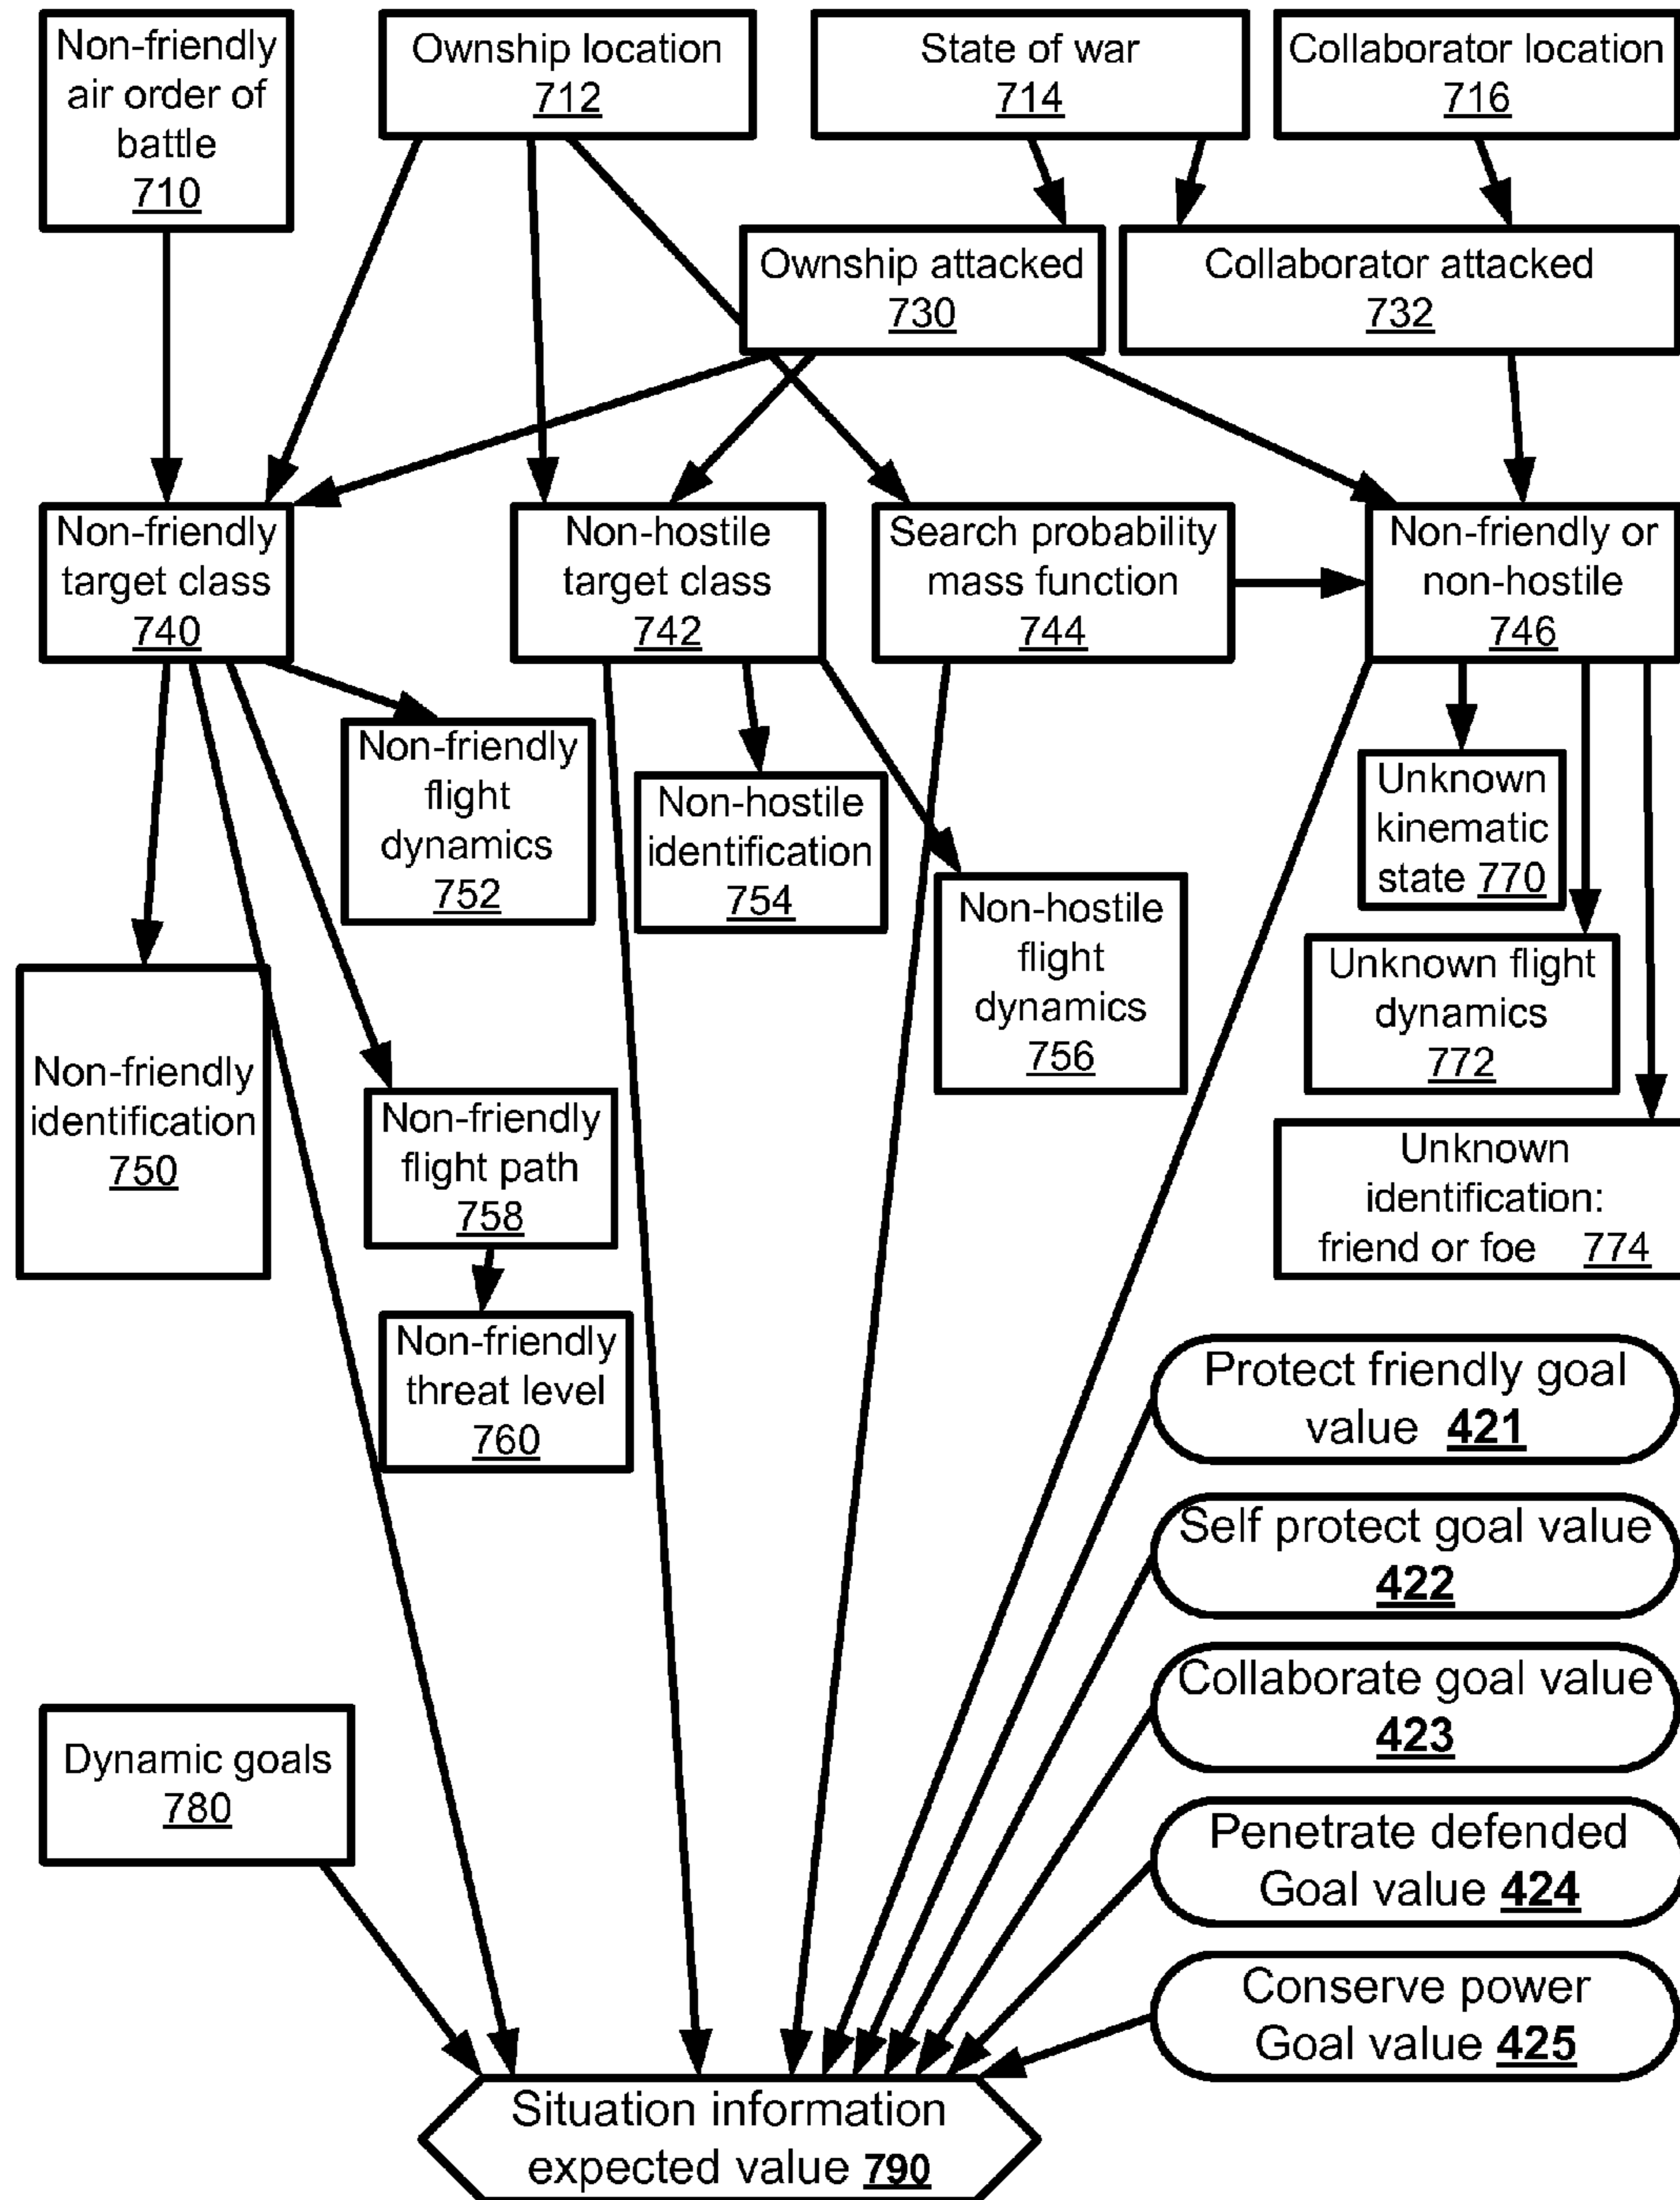 Non-friendly
air order of
battle
710
Ownship location
712
State of war
714
Collaborator location
716
Ownship attacked
730
Collaborator attacked
732
Non-friendly
target class
740
Non-hostile
target class
742
Search probability
mass function
744
Non-friendly or
non-hostile
746
Non-friendly
flight
dynamics
752
Non-hostile
identification
754
Non-hostile
flight
dynamics
756
Unknown
kinematic
state 770
Unknown flight
dynamics
772
Non-friendly
identification
750
Non-friendly
flight path
758
Unknown
identification:
friend or foe 774
Non-friendly
threat level
760
Protect friendly goal
value 421
Self protect goal value
422
Collaborate goal value
423
Dynamic goals
780
Penetrate defended
Goal value 424
Conserve power
Goal value 425
Situation information
expected value 790